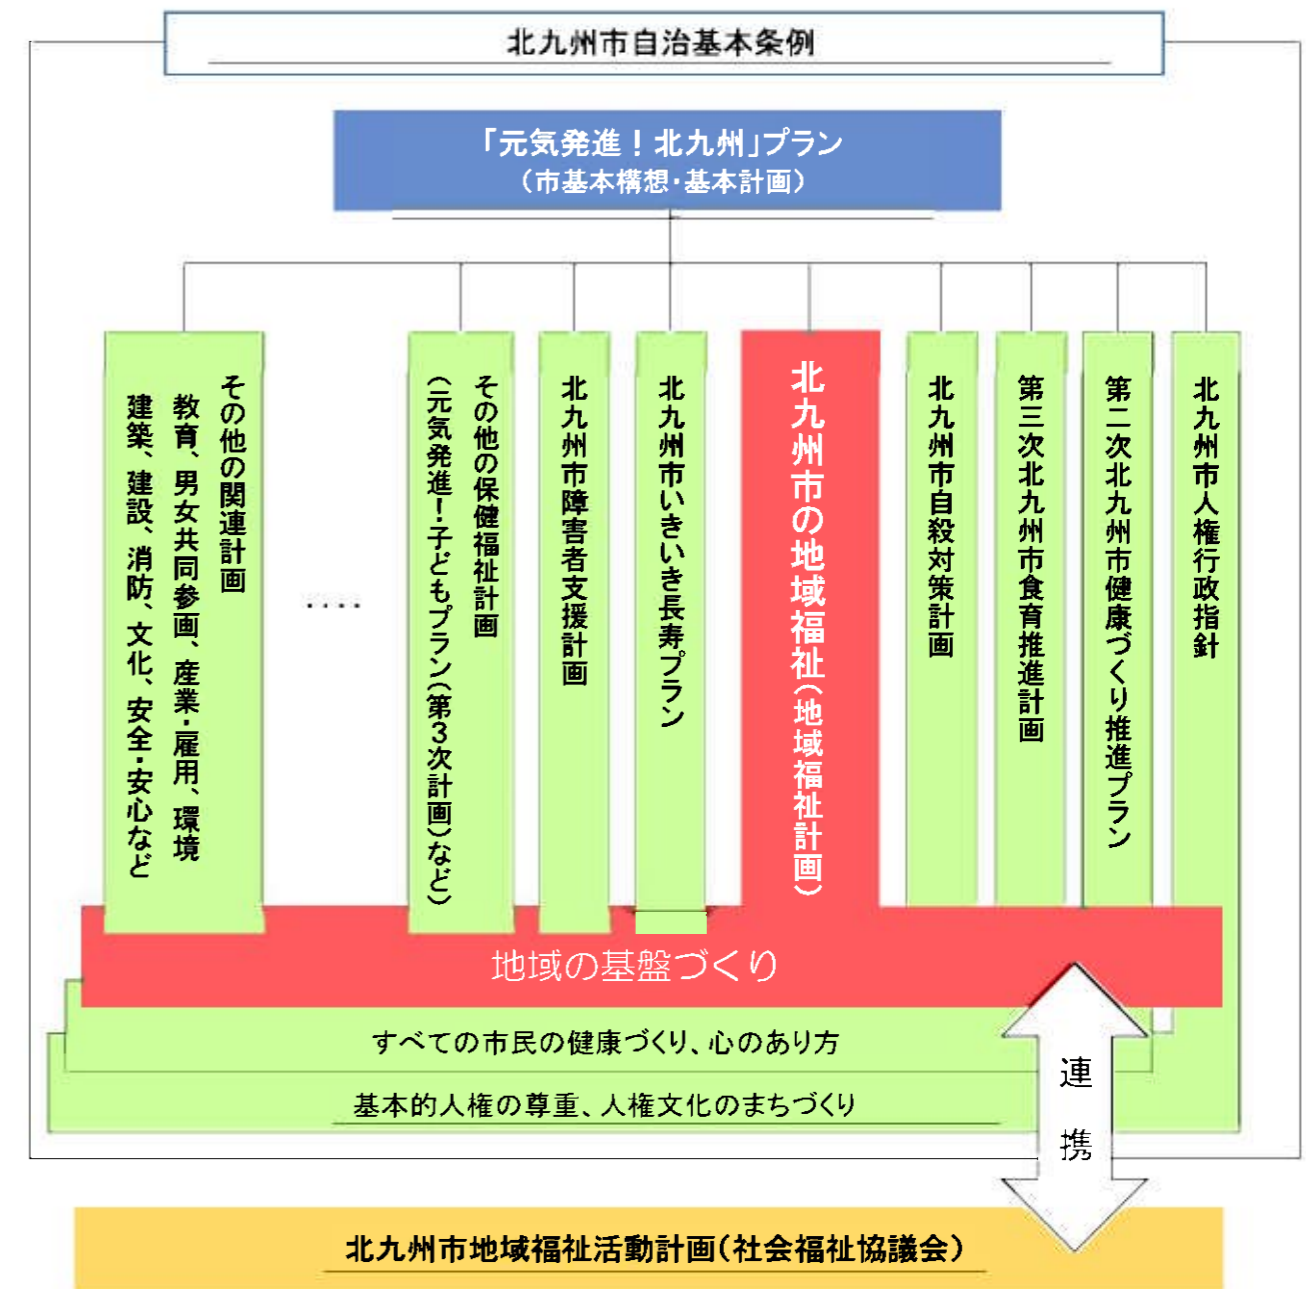 北九州市自治基本条例
「元気発進!北九州」プラン
(市基本構想・基本計画)
その他の関連計画
教育、男女共同参画、産業・雇用、環境
建築、建設、消防、文化、安全・安心など
‥‥
その他の保健福祉計画
(元気発進!子どもプラン(第3次計画)など)
北九州市障害者支援計画
北九州市いきいき長寿プラン
北九州市の地域福祉(地域福祉計画)
北九州市自殺対策計画
第三次北九州市食育推進計画
第二次北九州市健康づくり推進プラン
北九州市人権行政指針
地域の基盤づくり
すべての市民の健康づくり、心のあり方
基本的人権の尊重、人権文化のまちづくり
連携
北九州市地域福祉活動計画(社会福祉協議会)